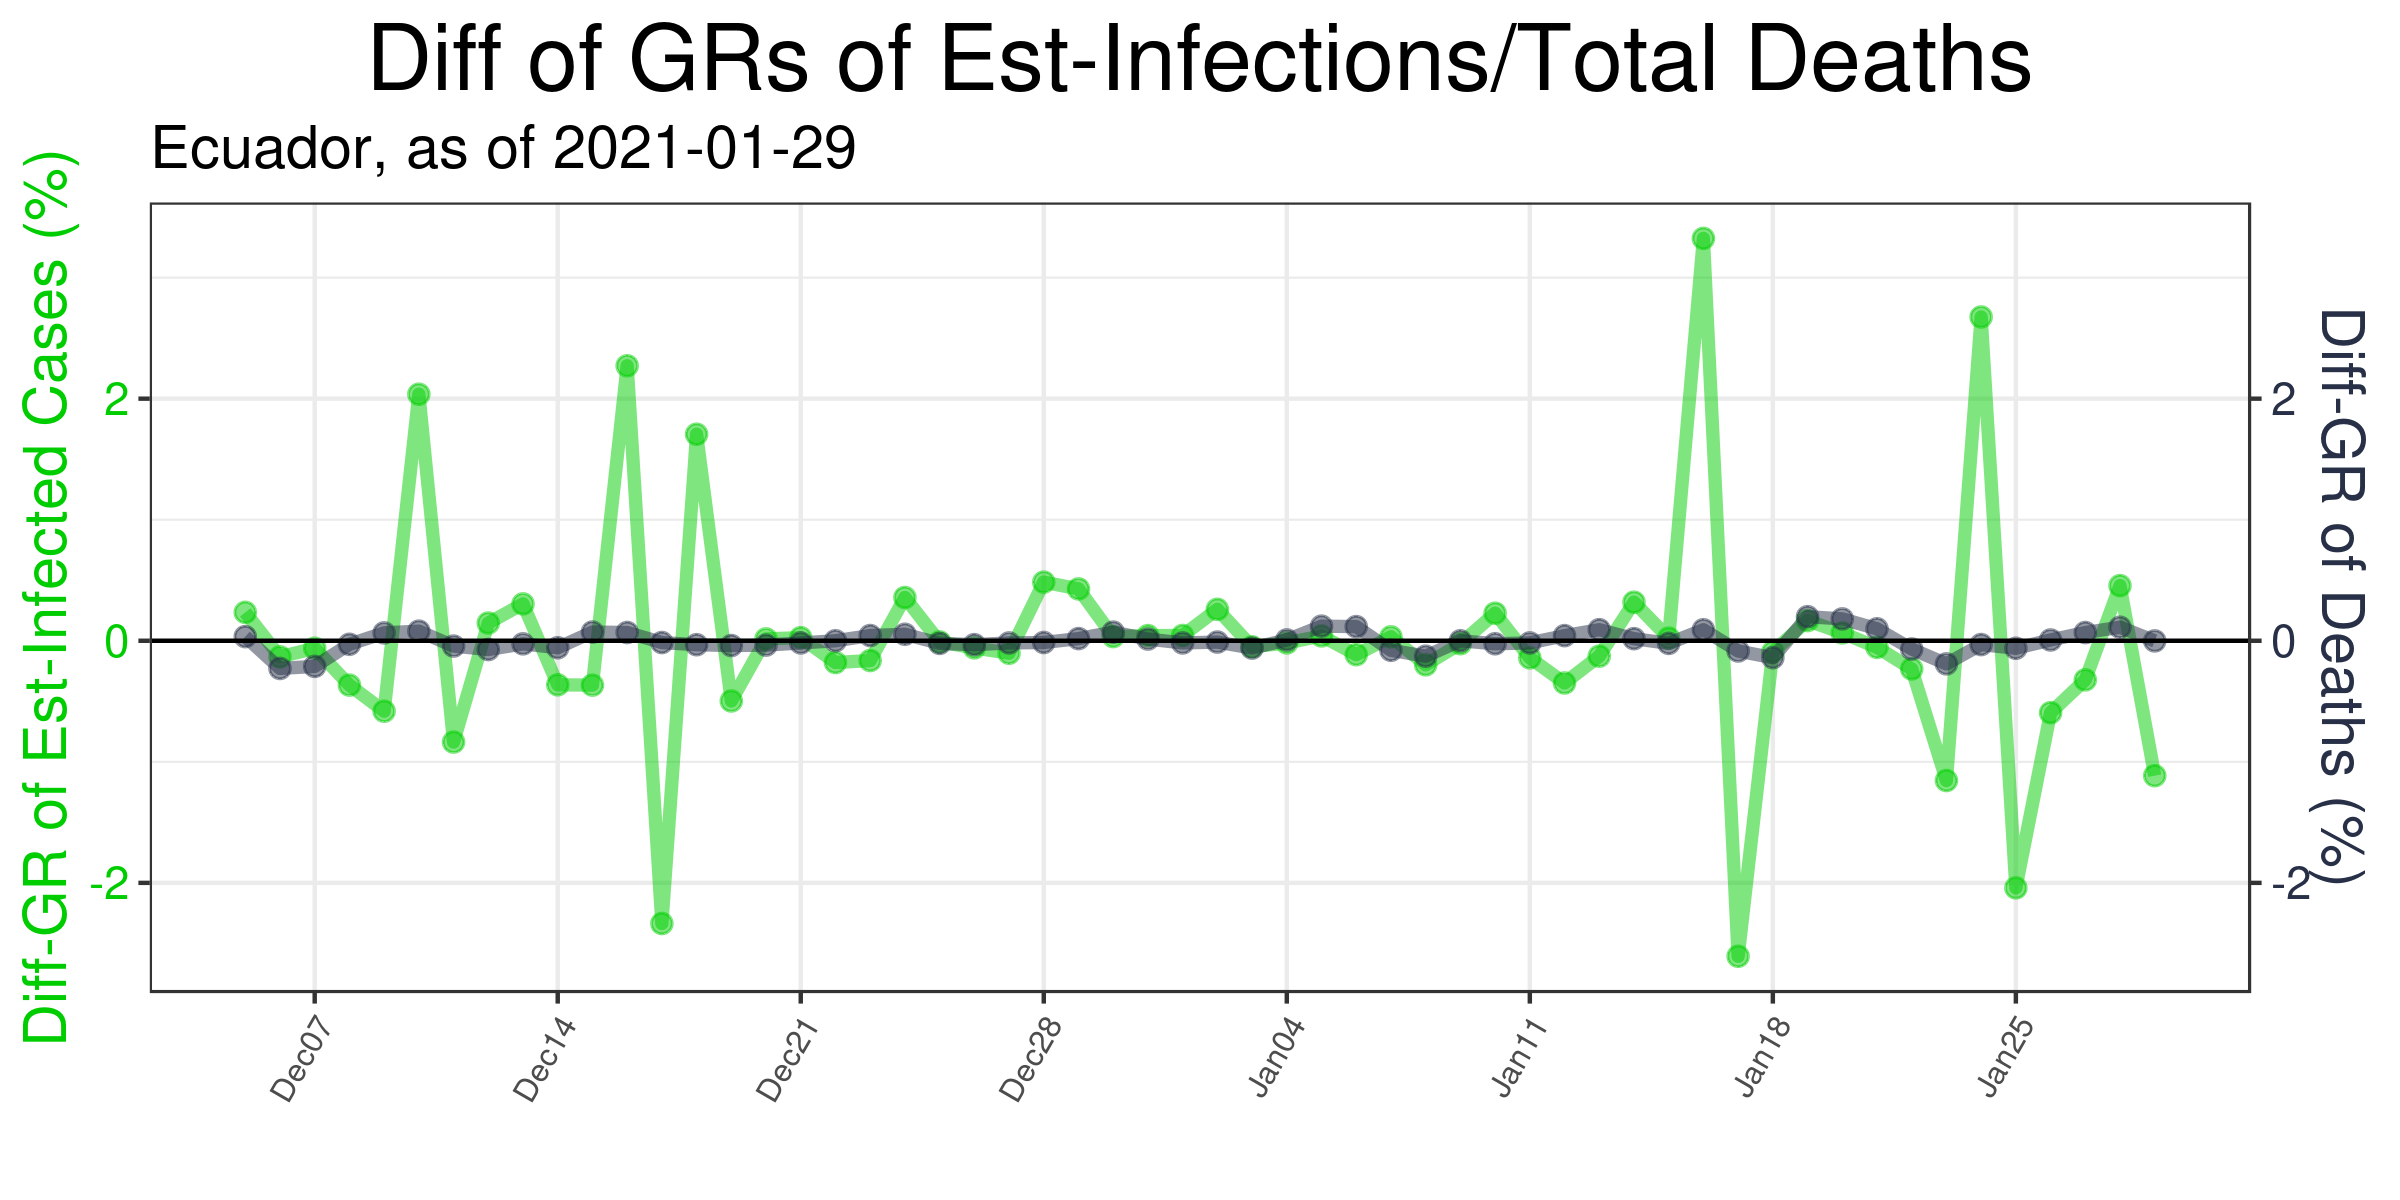 Diff of GRs of Est-Infections/Total Deaths
Ecuador, as of 2021-01-29
Diff-GR of Est-Infected Cases (%)
2
0
-2
2
0
-2
Diff-GR of Deaths (%)
Dec07
Dec14
Dec21
Dec28
Jan04
Jan11
Jan18
Jan25